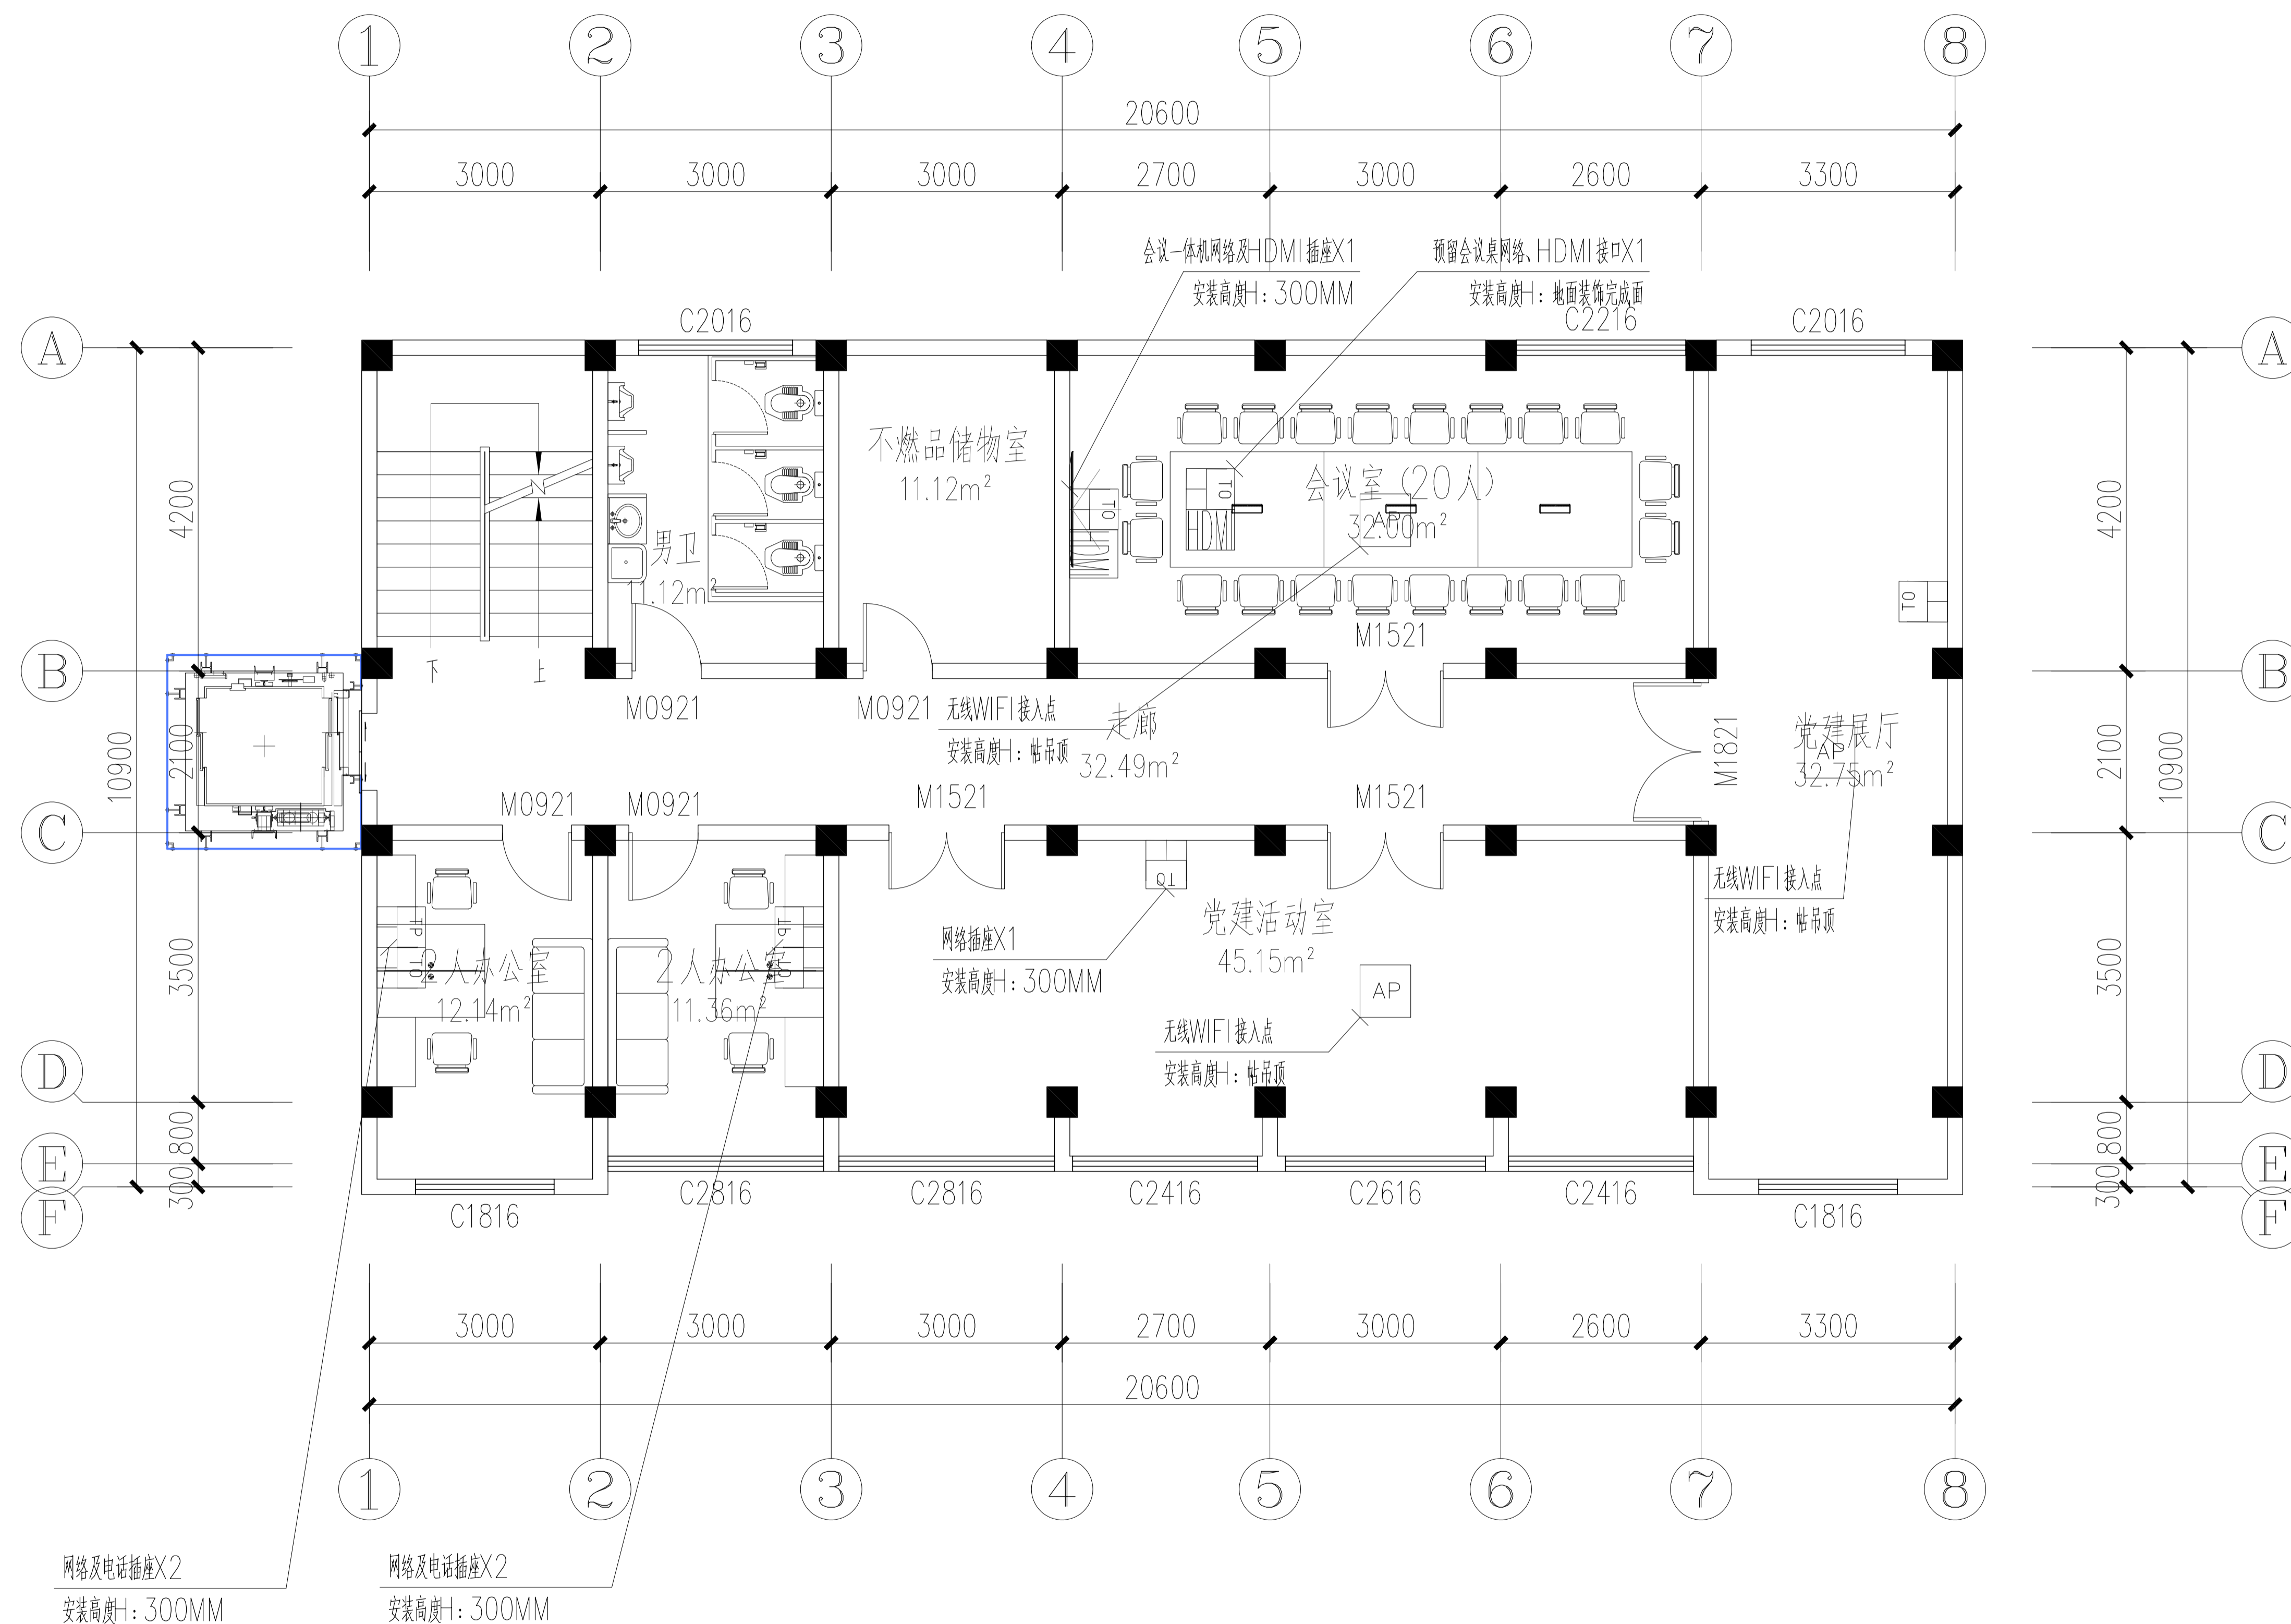 1 2 3 4 5 6 7 8
20600
3000 3000 3000 2700 3000 2600 3300
会议一体机网络及HDMI插座X1
安装高度H：300MM
预留会议桌网络、HDMI接口X1
安装高度H：地面装饰完成面
C2016
C2216
C2016
A
A
4200
4200
不燃品储物室
11.12m²
会议室（20人）
32.00m²
TO
HDMI
TO
HDMI
AP
男卫
11.12m²
TO
M1521
B
B
下
上
M0921
M0921
无线WIFI接入点
安装高度H：帖吊顶
走廊
32.49m²
M1821
党建展厅
AP
32.75m²
10900
2100
2100
10900
M0921
M0921
M1521
M1521
C
C
无线WIFI接入点
安装高度H：帖吊顶
TO
网络插座X1
安装高度H：300MM
党建活动室
45.15m²
TP
TO
2人办公室
12.14m²
TP
TO
2人办公室
11.36m²
3500
3500
AP
无线WIFI接入点
安装高度H：帖吊顶
D
D
800
800
E
E
300
300
F
F
C1816
C2816
C2816
C2416
C2616
C2416
C1816
3000 3000 3000 2700 3000 2600 3300
20600
1 2 3 4 5 6 7 8
网络及电话插座X2
安装高度H：300MM
网络及电话插座X2
安装高度H：300MM